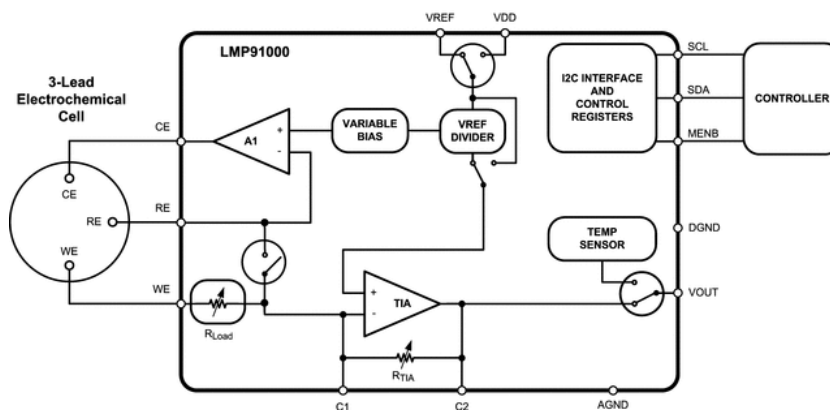 VREF VDD
LMP91000
SCL
3-Lead
Electrochemical
Cell
I2C INTERFACE
AND
CONTROL
REGISTERS
SDA
CONTROLLER
CE
+
A1
-
VARIABLE
BIAS
VREF
DIVIDER
MENB
CE
RE
RE
WE
TEMP
SENSOR
DGND
WE
RLoad
+
TIA
-
VOUT
RTIA
C1 C2 AGND